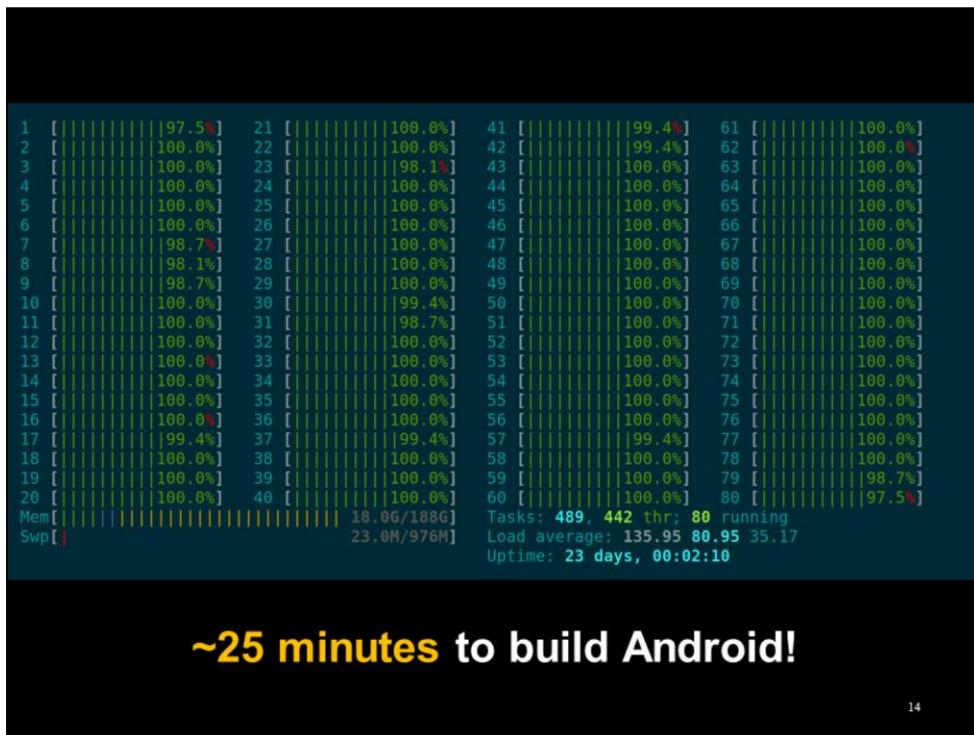 1 [|||||||||||97.5%] 21 [||||||||||100.0%] 41 [|||||||||||99.4%] 61 [||||||||||100.0%]
2 [||||||||||100.0%] 22 [||||||||||100.0%] 42 [|||||||||||99.4%] 62 [||||||||||100.0%]
3 [||||||||||100.0%] 23 [|||||||||||98.1%] 43 [||||||||||100.0%] 63 [||||||||||100.0%]
4 [||||||||||100.0%] 24 [||||||||||100.0%] 44 [||||||||||100.0%] 64 [||||||||||100.0%]
5 [||||||||||100.0%] 25 [||||||||||100.0%] 45 [||||||||||100.0%] 65 [||||||||||100.0%]
6 [||||||||||100.0%] 26 [||||||||||100.0%] 46 [||||||||||100.0%] 66 [||||||||||100.0%]
7 [|||||||||||98.7%] 27 [||||||||||100.0%] 47 [||||||||||100.0%] 67 [||||||||||100.0%]
8 [|||||||||||98.1%] 28 [||||||||||100.0%] 48 [||||||||||100.0%] 68 [||||||||||100.0%]
9 [|||||||||||98.7%] 29 [||||||||||100.0%] 49 [||||||||||100.0%] 69 [||||||||||100.0%]
10 [||||||||||100.0%] 30 [|||||||||||99.4%] 50 [||||||||||100.0%] 70 [||||||||||100.0%]
11 [||||||||||100.0%] 31 [|||||||||||98.7%] 51 [||||||||||100.0%] 71 [||||||||||100.0%]
12 [||||||||||100.0%] 32 [||||||||||100.0%] 52 [||||||||||100.0%] 72 [||||||||||100.0%]
13 [||||||||||100.0%] 33 [||||||||||100.0%] 53 [||||||||||100.0%] 73 [||||||||||100.0%]
14 [||||||||||100.0%] 34 [||||||||||100.0%] 54 [||||||||||100.0%] 74 [||||||||||100.0%]
15 [||||||||||100.0%] 35 [||||||||||100.0%] 55 [||||||||||100.0%] 75 [||||||||||100.0%]
16 [||||||||||100.0%] 36 [||||||||||100.0%] 56 [||||||||||100.0%] 76 [||||||||||100.0%]
17 [|||||||||||99.4%] 37 [|||||||||||99.4%] 57 [|||||||||||99.4%] 77 [||||||||||100.0%]
18 [||||||||||100.0%] 38 [||||||||||100.0%] 58 [||||||||||100.0%] 78 [||||||||||100.0%]
19 [||||||||||100.0%] 39 [||||||||||100.0%] 59 [||||||||||100.0%] 79 [|||||||||||98.7%]
20 [||||||||||100.0%] 40 [||||||||||100.0%] 60 [||||||||||100.0%] 80 [|||||||||||97.5%]
Mem[|||||||||||||||||||||||||||||| 18.0G/188G] Tasks: 489, 442 thr; 80 running
Swp[| 23.0M/976M] Load average: 135.95 80.95 35.17
Uptime: 23 days, 00:02:10
~25 minutes to build Android!
14